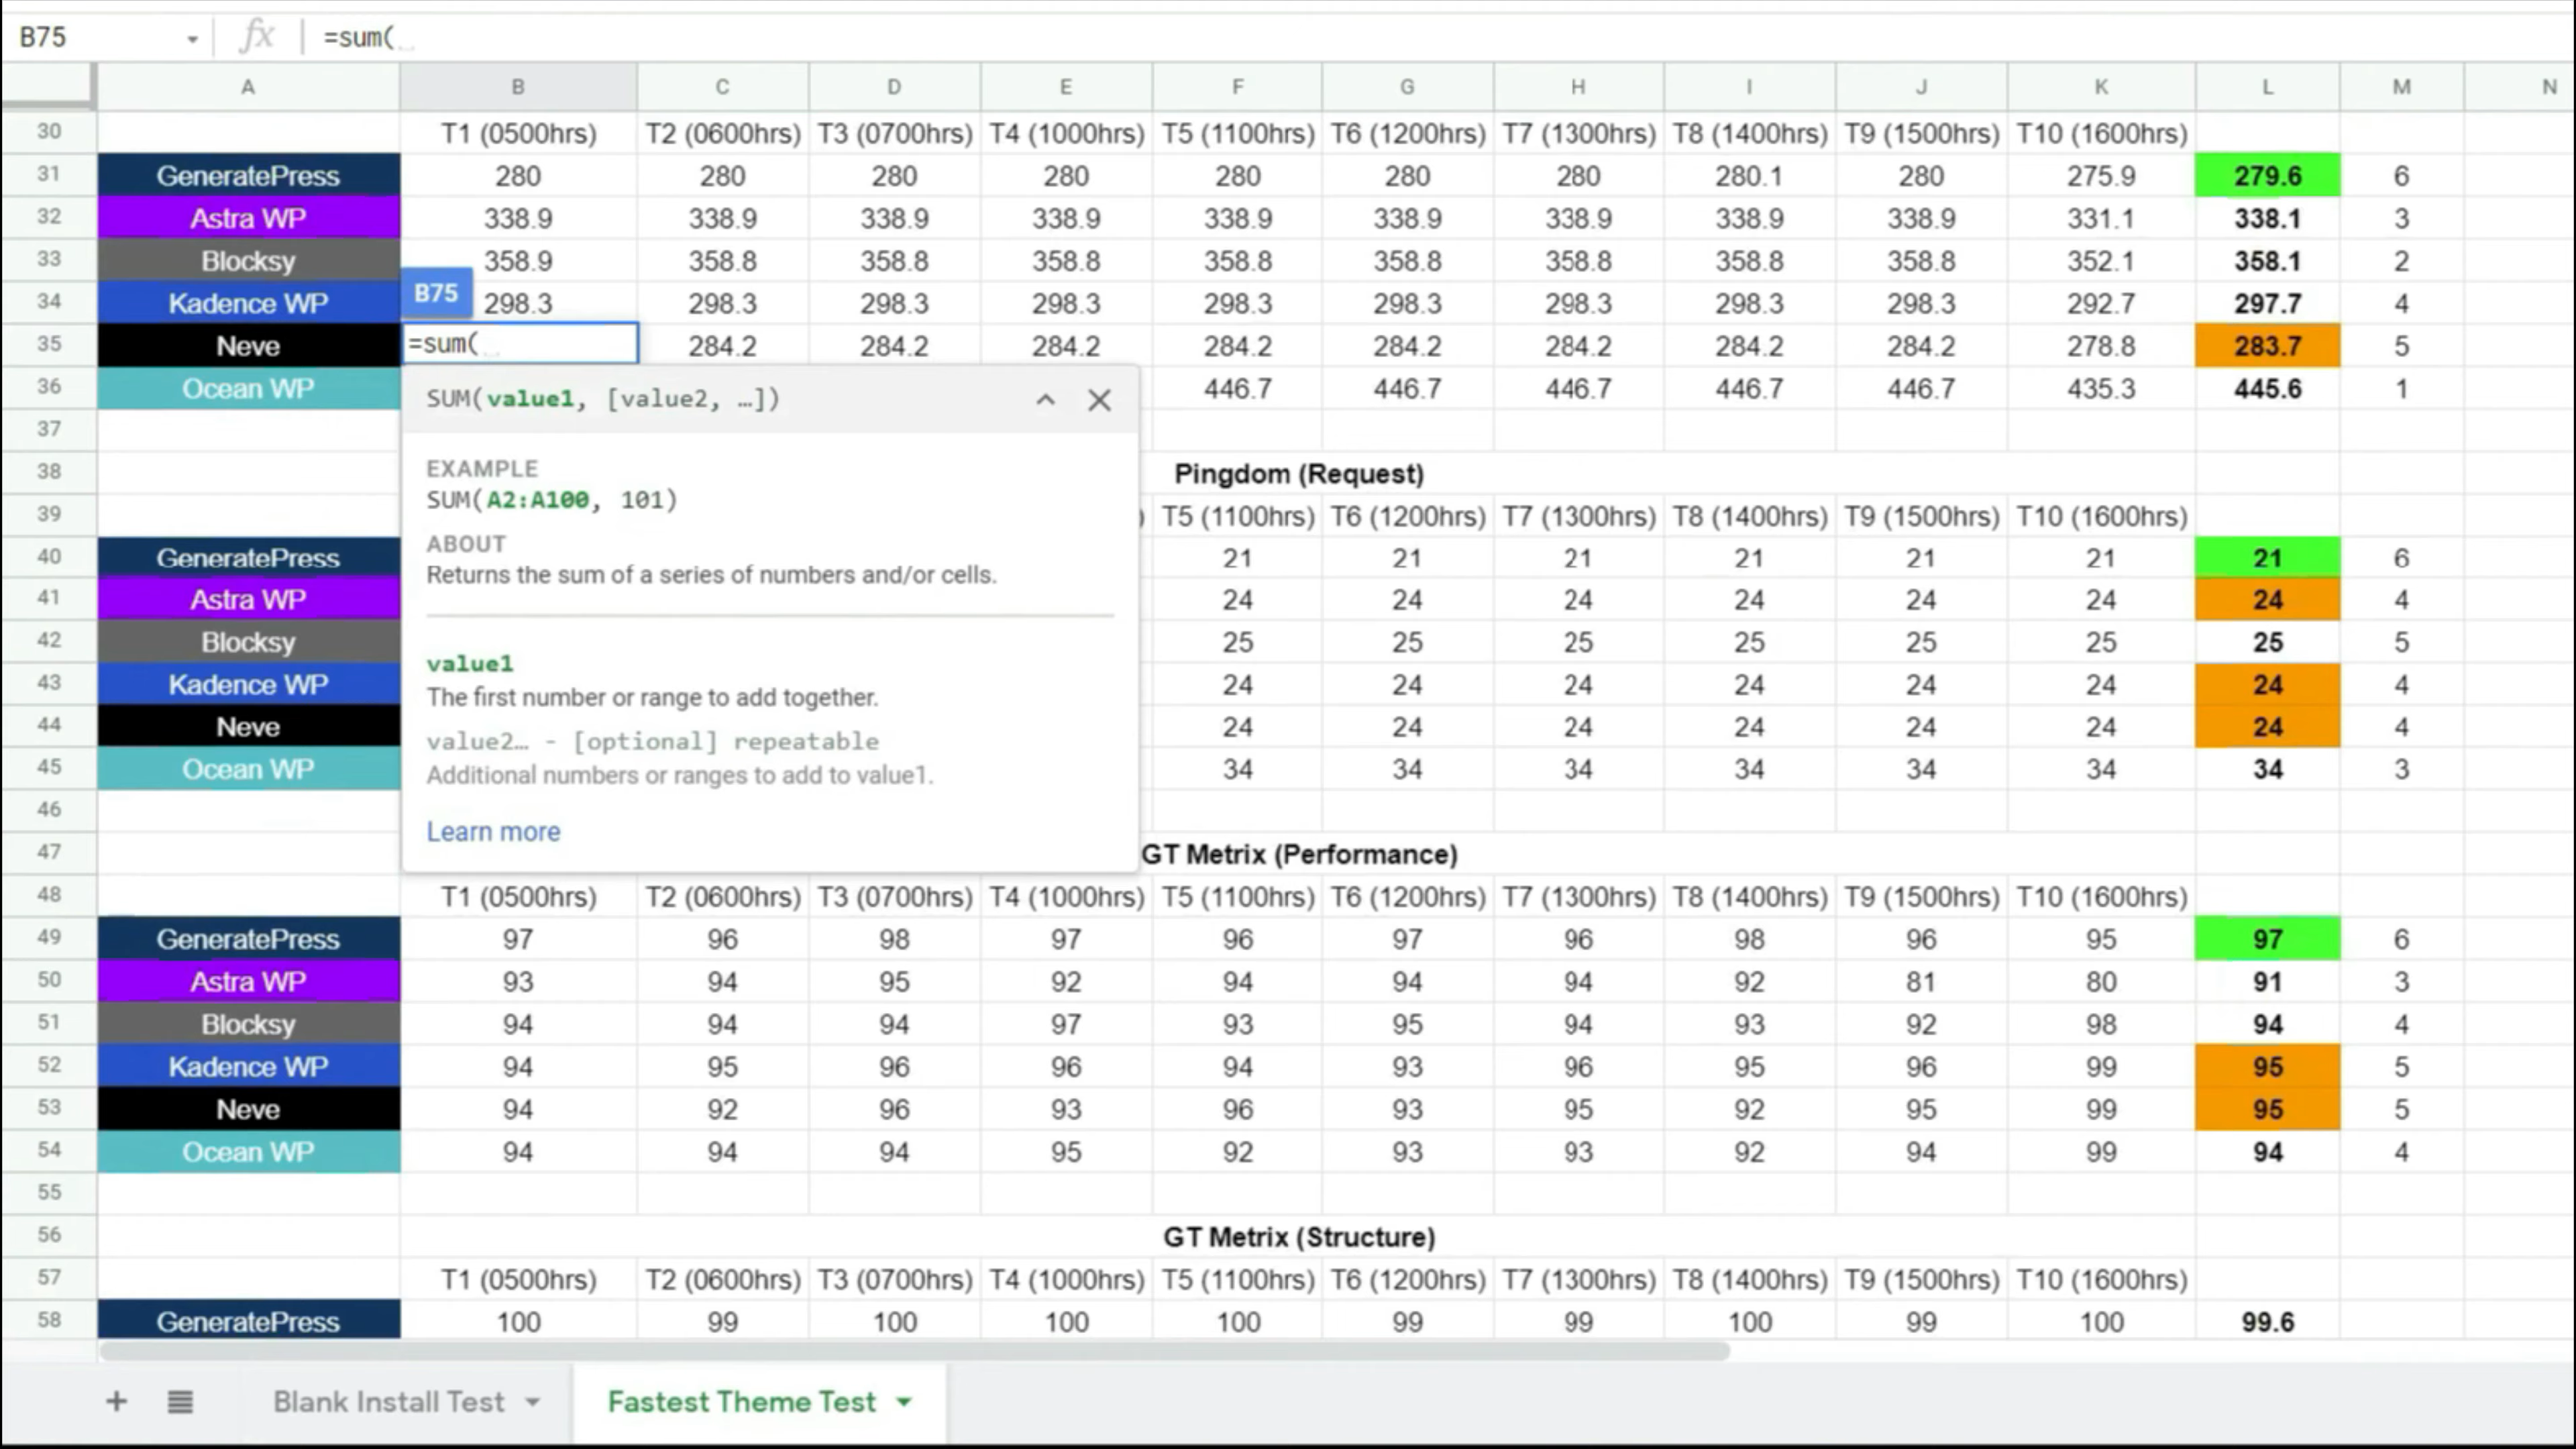 B75 fx =sum(
A B C D E F G H I J K L M N
30 T1 (0500hrs) T2 (0600hrs) T3 (0700hrs) T4 (1000hrs) T5 (1100hrs) T6 (1200hrs) T7 (1300hrs) T8 (1400hrs) T9 (1500hrs) T10 (1600hrs)
31 GeneratePress 280 280 280 280 280 280 280 280.1 280 275.9 279.6 6
32 Astra WP 338.9 338.9 338.9 338.9 338.9 338.9 338.9 338.9 338.9 331.1 338.1 3
33 Blocksy 358.9 358.8 358.8 358.8 358.8 358.8 358.8 358.8 358.8 352.1 358.1 2
34 Kadence WP B75 298.3 298.3 298.3 298.3 298.3 298.3 298.3 298.3 298.3 292.7 297.7 4
35 Neve =sum( 284.2 284.2 284.2 284.2 284.2 284.2 284.2 284.2 278.8 283.7 5
36 Ocean WP 446.7 446.7 446.7 446.7 446.7 435.3 445.6 1
SUM(value1, [value2, …])
37
EXAMPLE
38 Pingdom (Request)
SUM(A2:A100, 101)
39 ) T5 (1100hrs) T6 (1200hrs) T7 (1300hrs) T8 (1400hrs) T9 (1500hrs) T10 (1600hrs)
ABOUT
40 GeneratePress 21 21 21 21 21 21 21 6
Returns the sum of a series of numbers and/or cells.
41 Astra WP 24 24 24 24 24 24 24 4
42 Blocksy 25 25 25 25 25 25 25 5
value1
43 Kadence WP 24 24 24 24 24 24 24 4
The first number or range to add together.
44 Neve 24 24 24 24 24 24 24 4
value2… - [optional] repeatable
45 Ocean WP 34 34 34 34 34 34 34 3
Additional numbers or ranges to add to value1.
46
Learn more
47 GT Metrix (Performance)
48 T1 (0500hrs) T2 (0600hrs) T3 (0700hrs) T4 (1000hrs) T5 (1100hrs) T6 (1200hrs) T7 (1300hrs) T8 (1400hrs) T9 (1500hrs) T10 (1600hrs)
49 GeneratePress 97 96 98 97 96 97 96 98 96 95 97 6
50 Astra WP 93 94 95 92 94 94 94 92 81 80 91 3
51 Blocksy 94 94 94 97 93 95 94 93 92 98 94 4
52 Kadence WP 94 95 96 96 94 93 96 95 96 99 95 5
53 Neve 94 92 96 93 96 93 95 92 95 99 95 5
54 Ocean WP 94 94 94 95 92 93 93 92 94 99 94 4
55
56 GT Metrix (Structure)
57 T1 (0500hrs) T2 (0600hrs) T3 (0700hrs) T4 (1000hrs) T5 (1100hrs) T6 (1200hrs) T7 (1300hrs) T8 (1400hrs) T9 (1500hrs) T10 (1600hrs)
58 GeneratePress 100 99 100 100 100 99 99 100 99 100 99.6
+ Blank Install Test Fastest Theme Test